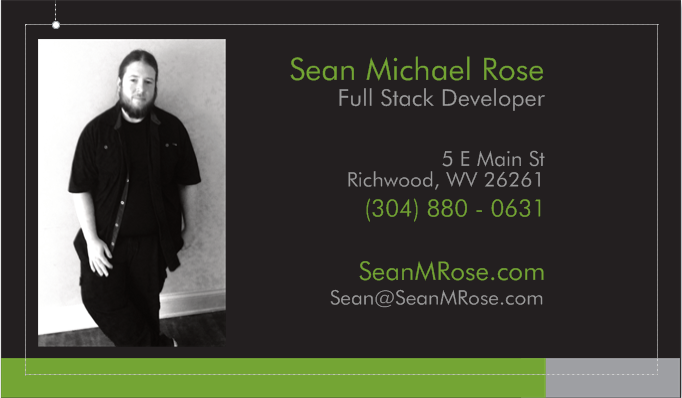 Sean Michael Rose
Full Stack Developer
5 E Main St
Richwood, WV 26261
(304) 880 - 0631
SeanMRose.com
Sean@SeanMRose.com